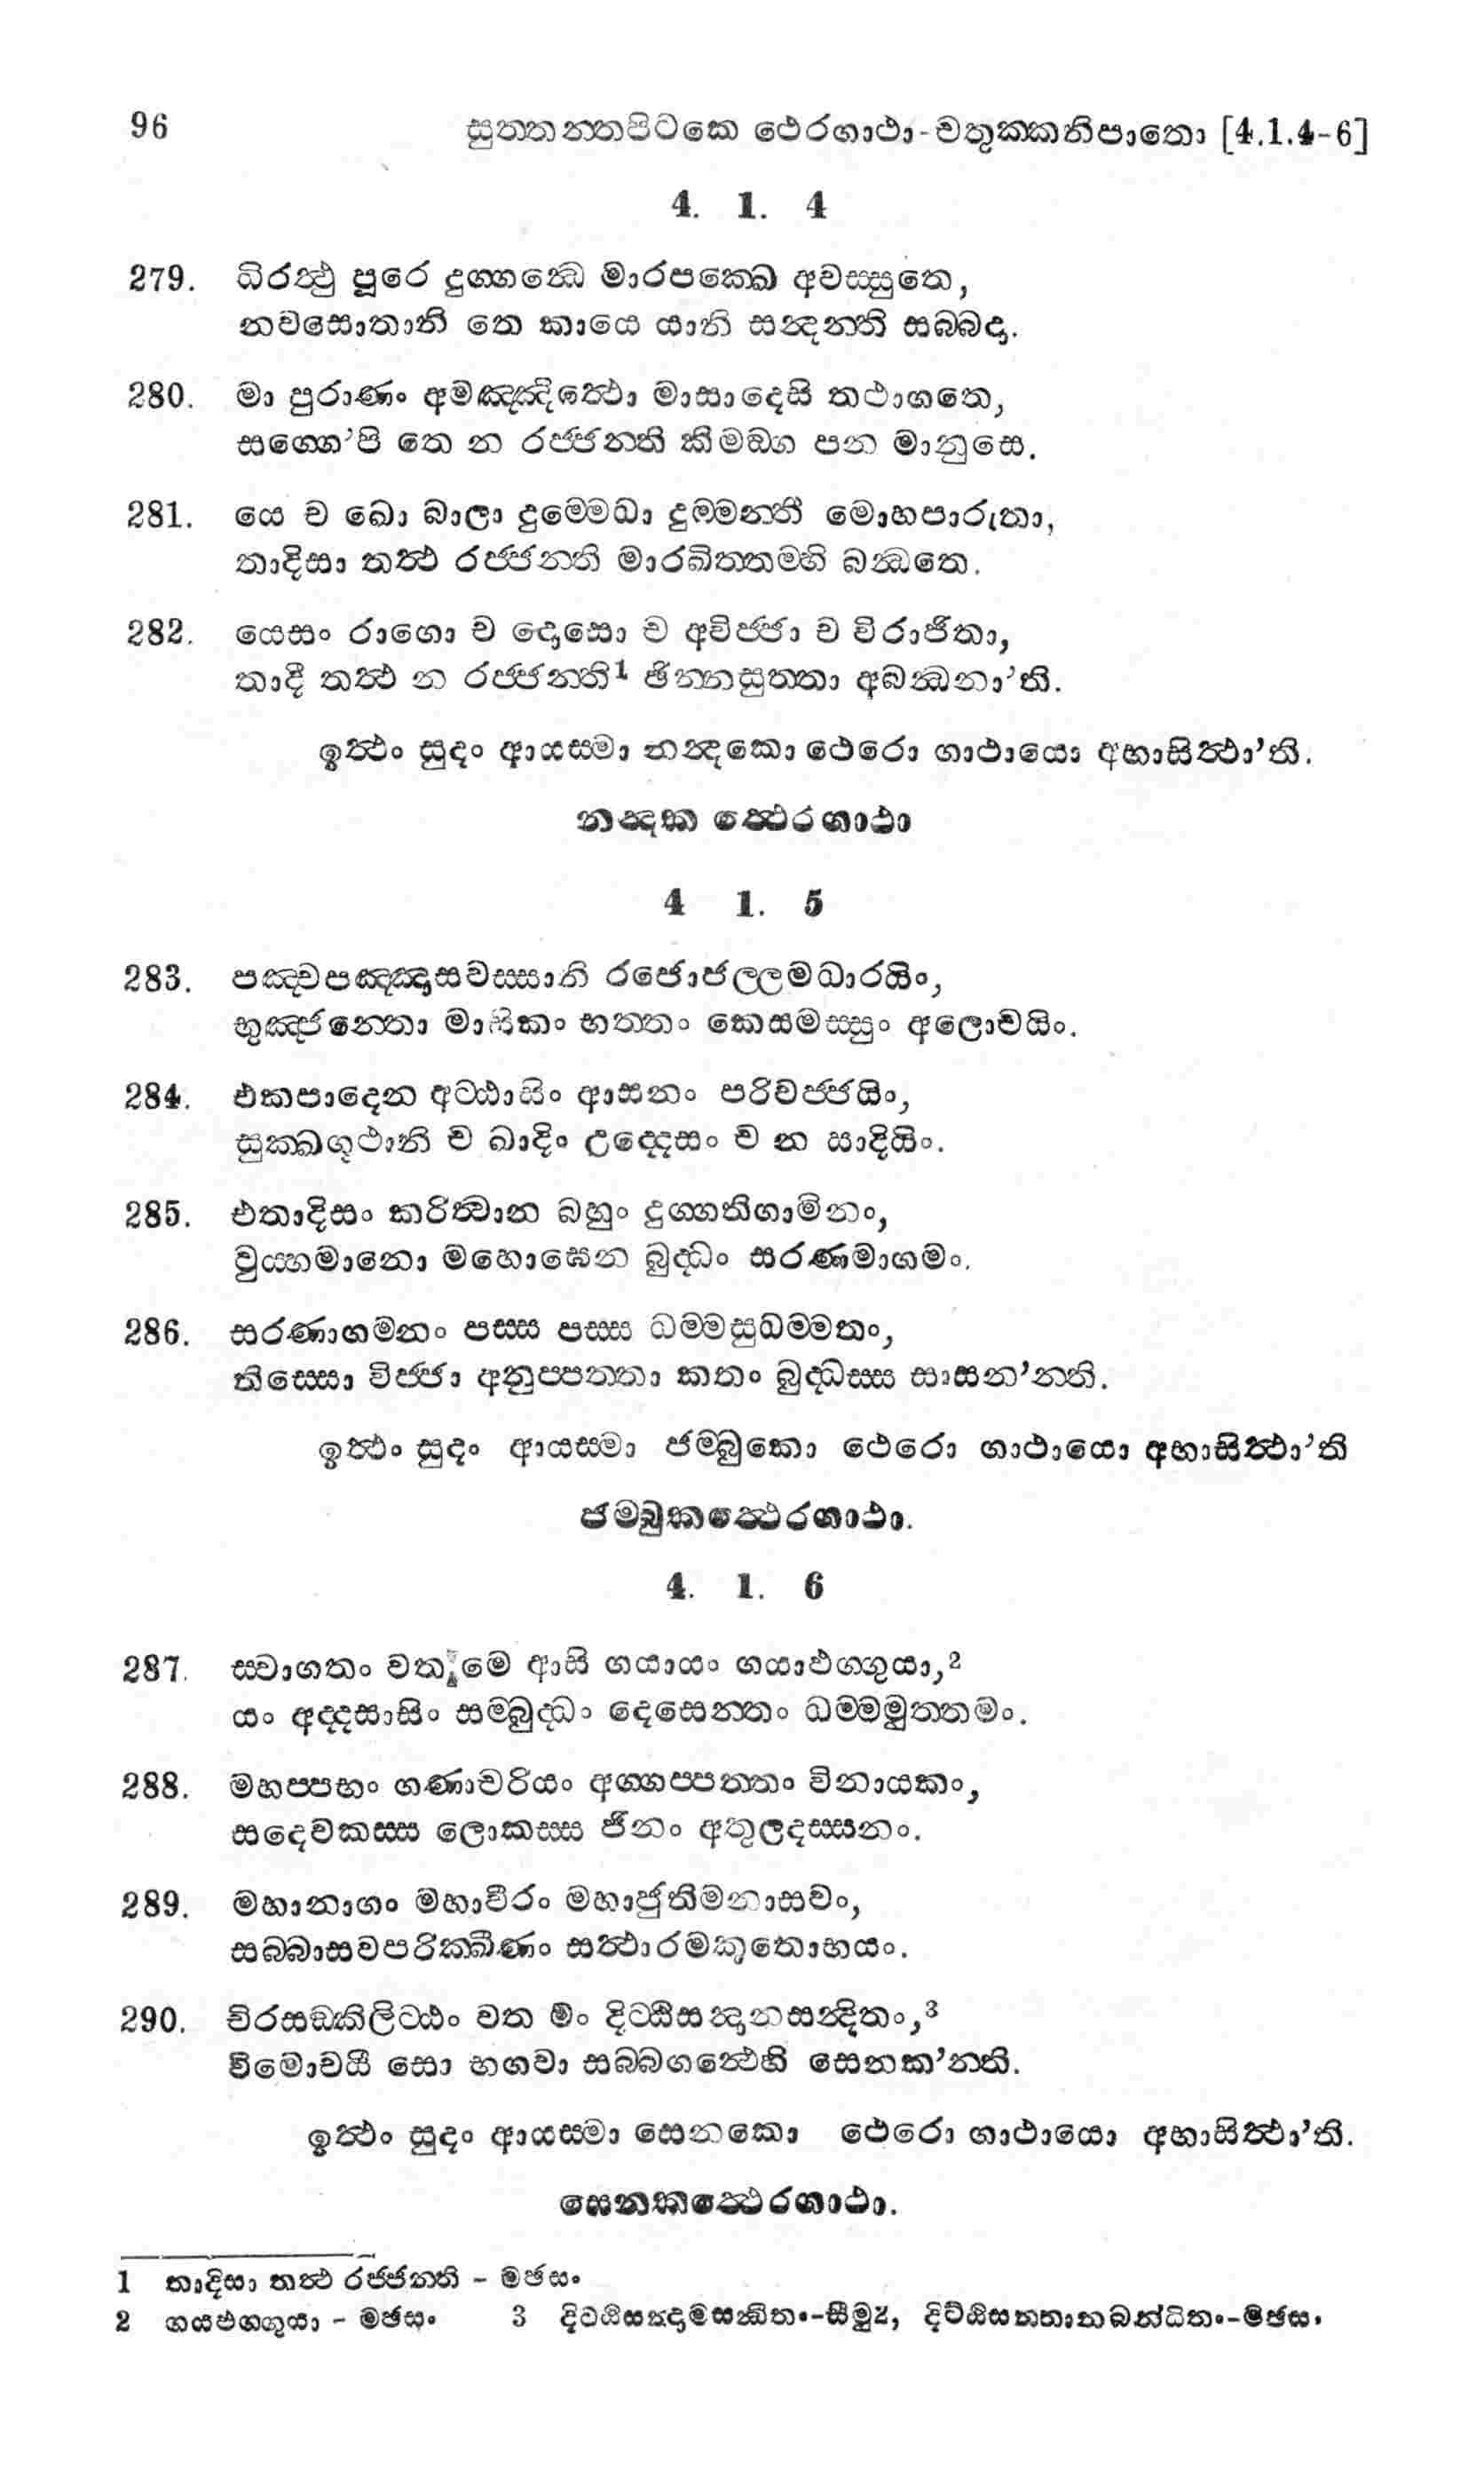 96 සුත්තන්තපිටකෙ ථෙරගාථා-චතුක්කනිපාතො [4.1.4-6]
4. 1. 4
279. ධිරත්ථු පූරෙ දුග්ගන්ධෙ මාරපක්ඛෙ අවස්සුතෙ,
නවසොතානි තෙ කායෙ යානි සන්දන්ති සබ්බදා.
280. මා පුරාණං අමඤ්ඤිත්ථො මාසාදෙසි තථාගතෙ,
සග්ගෙ'පි තෙ න රජ්ජන්ති කිමඞ්ග පන මානුසෙ.
281. යෙ ච ඛො බාලා දුම්මෙධා දුම්මන්තී මොහපාරුතා,
තාදිසා තත්ථ රජ්ජන්ති මාරඛිත්තම්හි බන්ධතෙ.
282. යෙසං රාගො ච දොසො ච අවිජ්ජා ච විරාජිතා,
තාදී තත්ථ න රජ්ජන්ති1 ඡින්නසුත්තා අබන්ධනා'ති.
ඉත්ථං සුදං ආයස්මා නන්දකො ථෙරො ගාථායො අභාසිත්ථා'ති.
නන්දක ත්ථෙරගාථා
4 1. 5
283. පඤ්චපඤ්ඤාසවස්සානි රජොජල්ලමධාරයිං,
භුඤ්ජන්තො මාසිකං භත්තං කෙසමස්සුං අලොචයිං.
284. එකපාදෙන අට්ඨාසිං ආසනං පරිවජ්ජයිං,
සුක්ඛගූථානි ච ඛාදිං උද්දෙසං ච න සාදියිං.
285. එතාදිසං කරිත්වාන බහුං දුග්ගතිගාමිනං,
වුය්හමානො මහොඝෙන බුද්ධං සරණමාගමං.
286. සරණාගමනං පස්ස පස්ස ධම්මසුධම්මතං,
තිස්සො විජ්ජා අනුප්පත්තා කතං බුද්ධස්ස සාසන'න්ති.
ඉත්ථං සුදං ආයස්මා ජම්බුකො ථෙරො ගාථායො අභාසිත්ථා'ති
ජම්බුකත්ථෙරගාථා.
4. 1. 6
287. ස්වාගතං වත මෙ ආසි ගයායං ගයාඵග්ගුයා,2
යං අද්දසාසිං සම්බුද්ධං දෙසෙන්තං ධම්මමුත්තමං.
288. මහප්පභං ගණාචරියං අග්ගප්පත්තං විනායකං,
සදෙවකස්ස ලොකස්ස ජිනං අතුලදස්සනං.
289. මහානාගං මහාවීරං මහාජුතිමනාසවං,
සබ්බාසවපරික්ඛීණං සත්ථාරමකුතොභයං.
290. චිරසඞ්කිලිට්ඨං වත මං දිට්ඨිසන්දානසන්දිතං,3
විමොචයී සො භගවා සබ්බගන්ථෙහි සෙනක'න්ති.
ඉත්ථං සුදං ආයස්මා සෙනකො ථෙරො ගාථායො අභාසිත්ථා'ති.
සෙනකත්ථෙරගාථා.
1 තාදිසා තත්ථ රජ්ජන්ති - මඡසං
2 ගයඵග්ගුයා - මඡසං 3 දිට්ඨිසන්දාමසන්ධිතං-සීමු2, දිට්ඨිසන්තානබන්ධිතං-මඡසං